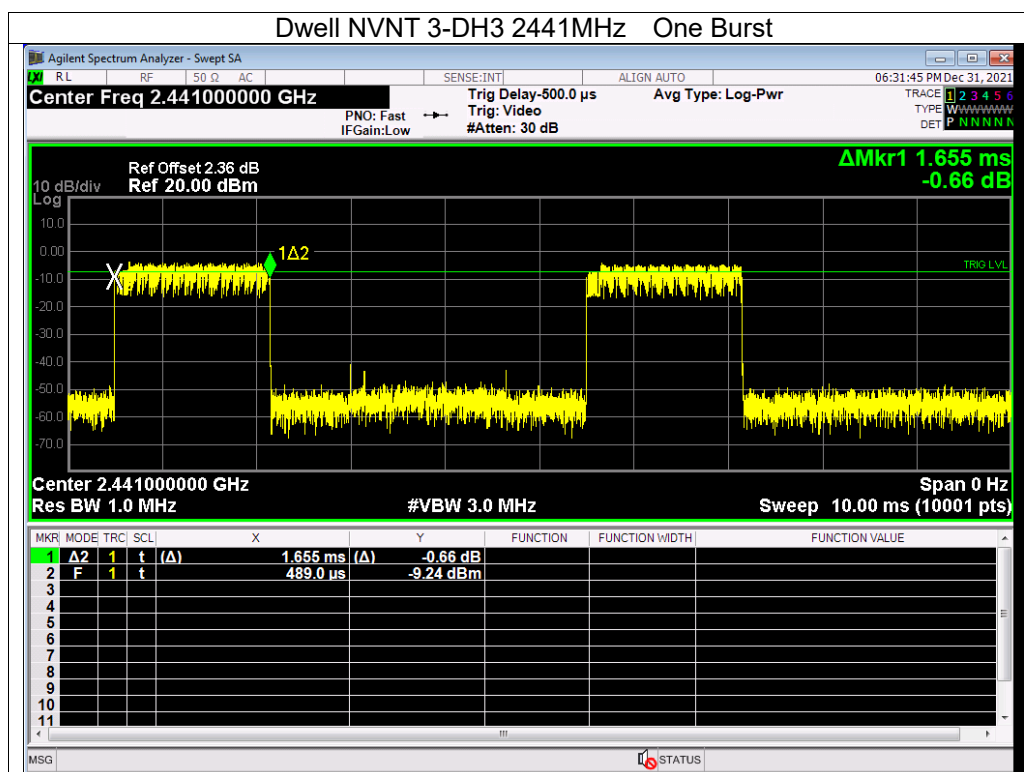 Dwell NVNT 3-DH3 2441MHz One Burst
Agilent Spectrum Analyzer - Swept SA
LXI RL RF 50 Ω AC SENSE:INT ALIGN AUTO 06:31:45 PM Dec 31, 2021
Center Freq 2.441000000 GHz
PNO: Fast
IFGain:Low
Trig Delay-500.0 µs
Trig: Video
#Atten: 30 dB
Avg Type: Log-Pwr
TRACE 1 2 3 4 5 6
TYPE WWWWWW
DET P N N N N N
ΔMkr1 1.655 ms
-0.66 dB
Ref Offset 2.36 dB
10 dB/div Ref 20.00 dBm
Log
10.0
0.00
-10.0
-20.0
-30.0
-40.0
-50.0
-60.0
-70.0
1Δ2
TRIG LVL
Center 2.441000000 GHz Span 0 Hz
Res BW 1.0 MHz #VBW 3.0 MHz Sweep 10.00 ms (10001 pts)
MKR MODE TRC SCL X Y FUNCTION FUNCTION WIDTH FUNCTION VALUE
1 Δ2 1 t (Δ) 1.655 ms (Δ) -0.66 dB
2 F 1 t 489.0 µs -9.24 dBm
3
4
5
6
7
8
9
10
11
MSG STATUS